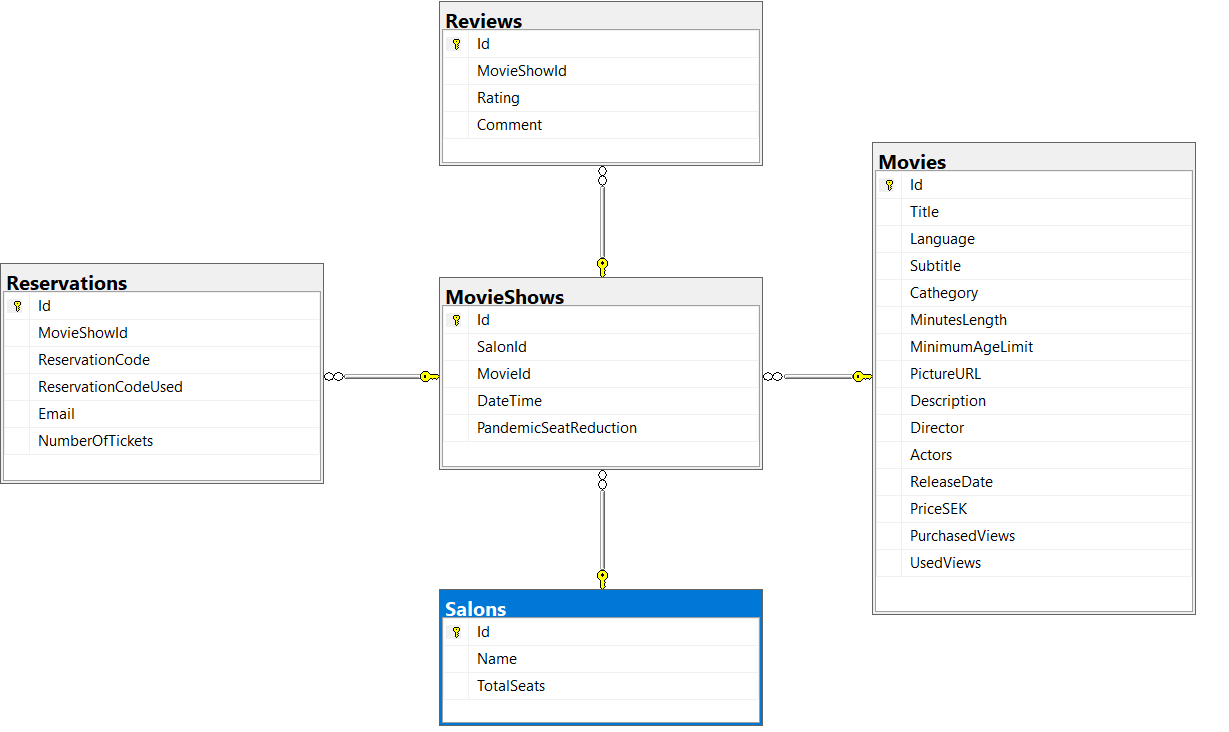 Reviews
Id
MovieShowId
Rating
Comment
Movies
Id
Title
Language
Subtitle
Cathegory
MinutesLength
MinimumAgeLimit
PictureURL
Description
Director
Actors
ReleaseDate
PriceSEK
PurchasedViews
UsedViews
Reservations
Id
MovieShowId
ReservationCode
ReservationCodeUsed
Email
NumberOfTickets
MovieShows
Id
SalonId
MovieId
DateTime
PandemicSeatReduction
Salons
Id
Name
TotalSeats